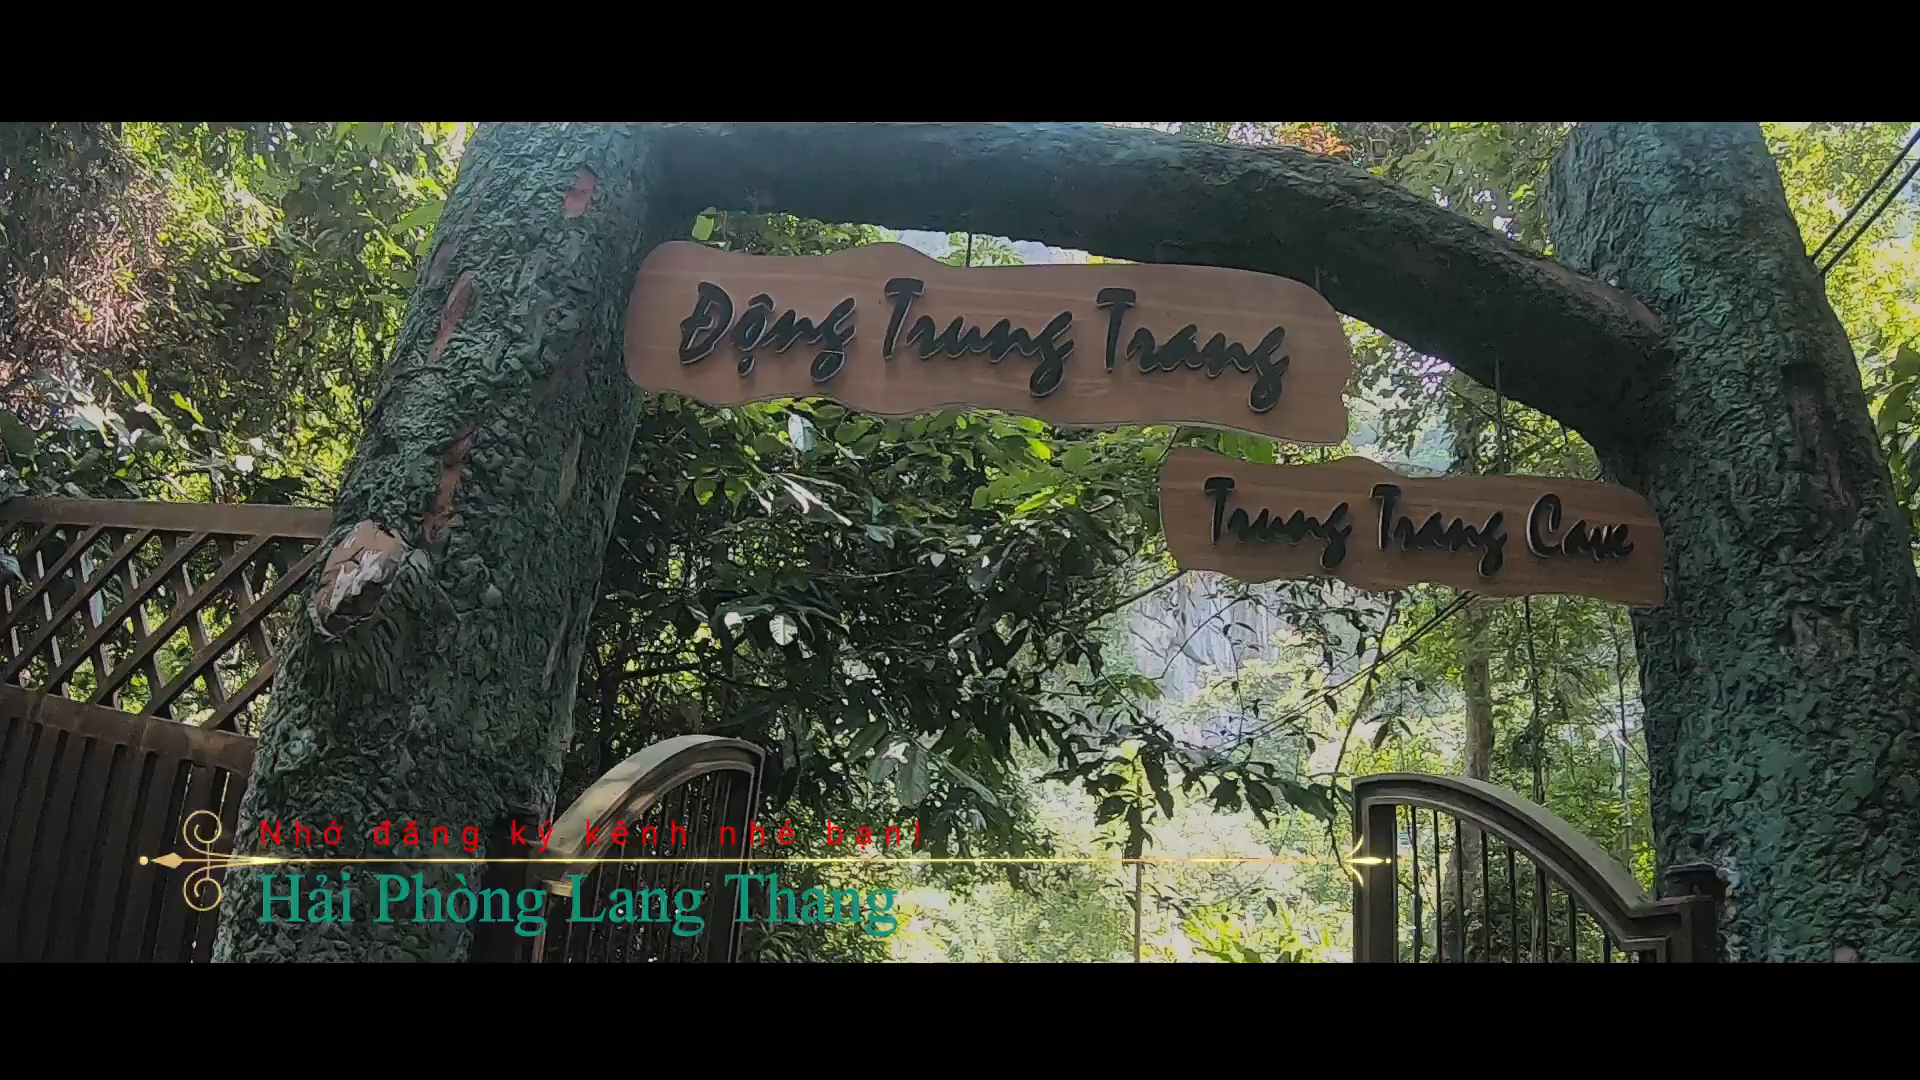 Động Trung Trang
Trung Trang Cave
Nhớ đăng ký kênh nhé bạn!
Hải Phòng Lang Thang